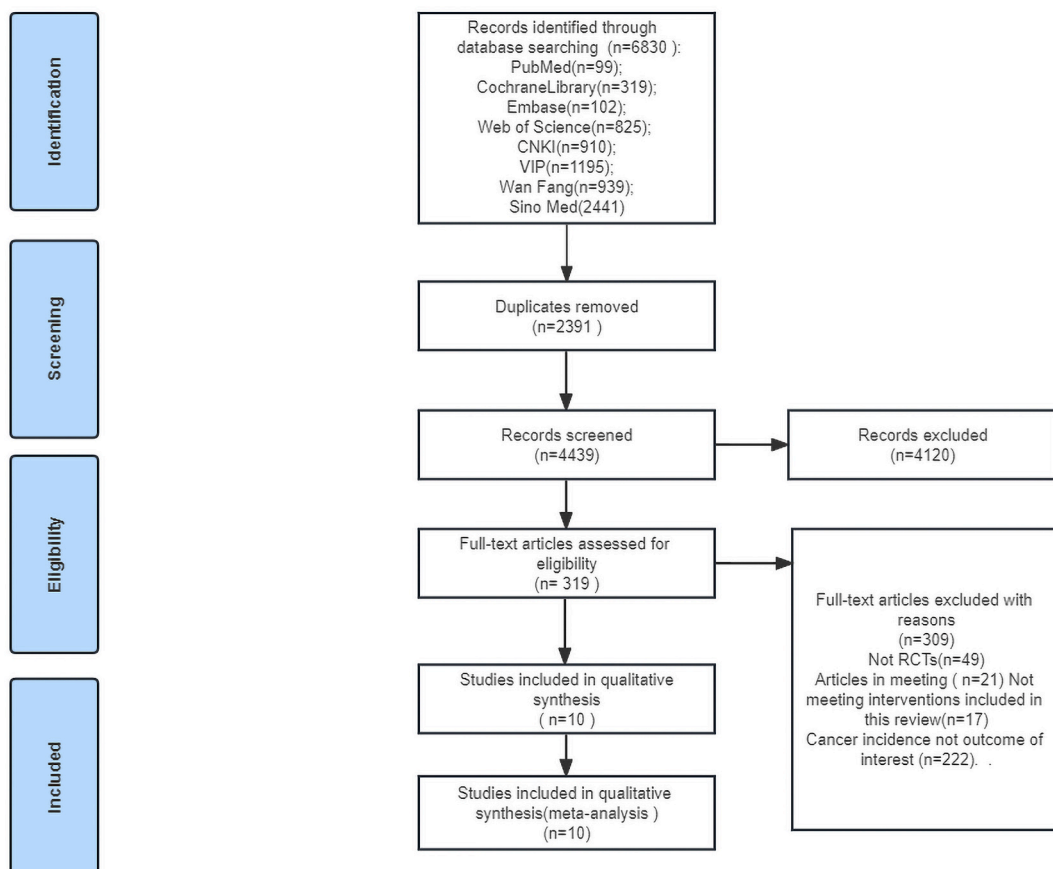 Identification
Records identified through
database searching (n=6830 ):
PubMed(n=99);
CochraneLibrary(n=319);
Embase(n=102);
Web of Science(n=825);
CNKI(n=910);
VIP(n=1195);
Wan Fang(n=939);
Sino Med(2441)
Screening
Duplicates removed
(n=2391 )
Records screened
(n=4439)
Records excluded
(n=4120)
Eligibility
Full-text articles assessed for
eligibility
(n= 319 )
Full-text articles excluded with
reasons
(n=309)
Not RCTs(n=49)
Articles in meeting ( n=21) Not
meeting interventions included in
this review(n=17)
Cancer incidence not outcome of
interest (n=222). .
Included
Studies included in qualitative
synthesis
( n=10 )
Studies included in qualitative
synthesis(meta-analysis )
(n=10)